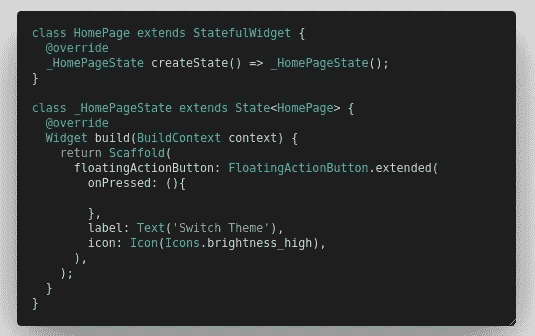 class HomePage extends StatefulWidget {
  @override
  _HomePageState createState() => _HomePageState();
}

class _HomePageState extends State<HomePage> {
  @override
  Widget build(BuildContext context) {
    return Scaffold(
      floatingActionButton: FloatingActionButton.extended(
        onPressed: (){

        },
        label: Text('Switch Theme'),
        icon: Icon(Icons.brightness_high),
      ),
    );
  }
}